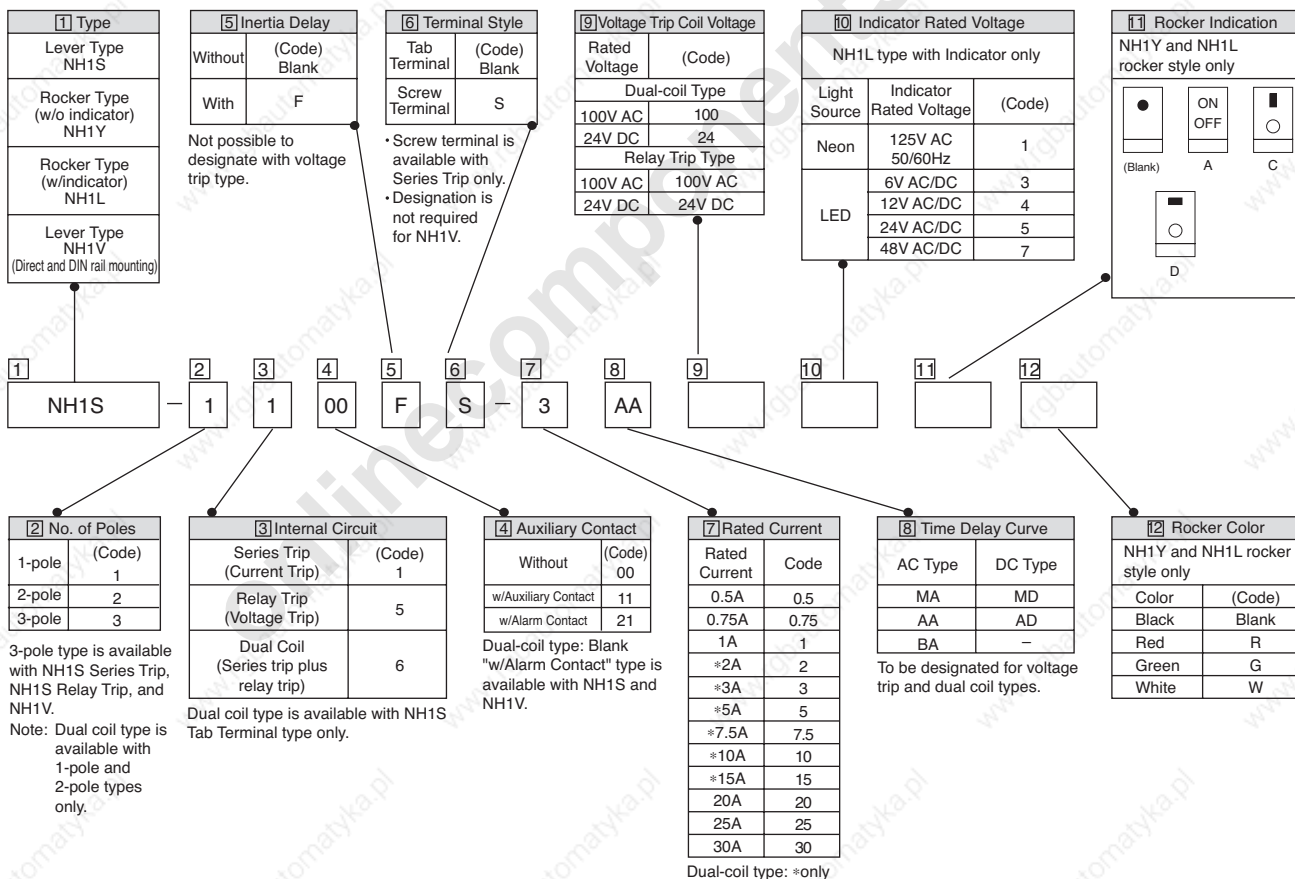 1 Type
Lever Type
NH1S
Rocker Type
(w/o indicator)
NH1Y
Rocker Type
(w/indicator)
NH1L
Lever Type
NH1V
(Direct and DIN rail mounting)
5 Inertia Delay
Without (Code) Blank
With F
Not possible to
designate with voltage
trip type.
6 Terminal Style
Tab Terminal (Code) Blank
Screw Terminal S
・Screw terminal is
available with
Series Trip only.
・Designation is
not required
for NH1V.
9 Voltage Trip Coil Voltage
Rated Voltage (Code)
Dual-coil Type
100V AC 100
24V DC 24
Relay Trip Type
100V AC 100V AC
24V DC 24V DC
10 Indicator Rated Voltage
NH1L type with Indicator only
Light Source Indicator Rated Voltage (Code)
Neon 125V AC 50/60Hz 1
LED 6V AC/DC 3
12V AC/DC 4
24V AC/DC 5
48V AC/DC 7
11 Rocker Indication
NH1Y and NH1L
rocker style only
ON
OFF
(Blank) A C
D
1 2 3 4 5 6 7 8 9 10 11 12
NH1S – 1 1 00 F S – 3 AA
2 No. of Poles
1-pole (Code) 1
2-pole 2
3-pole 3
3-pole type is available
with NH1S Series Trip,
NH1S Relay Trip, and
NH1V.
Note: Dual coil type is
available with
1-pole and
2-pole types
only.
3 Internal Circuit
Series Trip (Current Trip) (Code) 1
Relay Trip (Voltage Trip) 5
Dual Coil (Series trip plus relay trip) 6
Dual coil type is available with NH1S
Tab Terminal type only.
4 Auxiliary Contact
Without (Code) 00
w/Auxiliary Contact 11
w/Alarm Contact 21
Dual-coil type: Blank
"w/Alarm Contact" type is
available with NH1S and
NH1V.
7 Rated Current
Rated Current Code
0.5A 0.5
0.75A 0.75
1A 1
*2A 2
*3A 3
*5A 5
*7.5A 7.5
*10A 10
*15A 15
20A 20
25A 25
30A 30
Dual-coil type: *only
8 Time Delay Curve
AC Type DC Type
MA MD
AA AD
BA –
To be designated for voltage
trip and dual coil types.
12 Rocker Color
NH1Y and NH1L rocker
style only
Color (Code)
Black Blank
Red R
Green G
White W
onlinecomponents
www.rgbautomatyka.pl